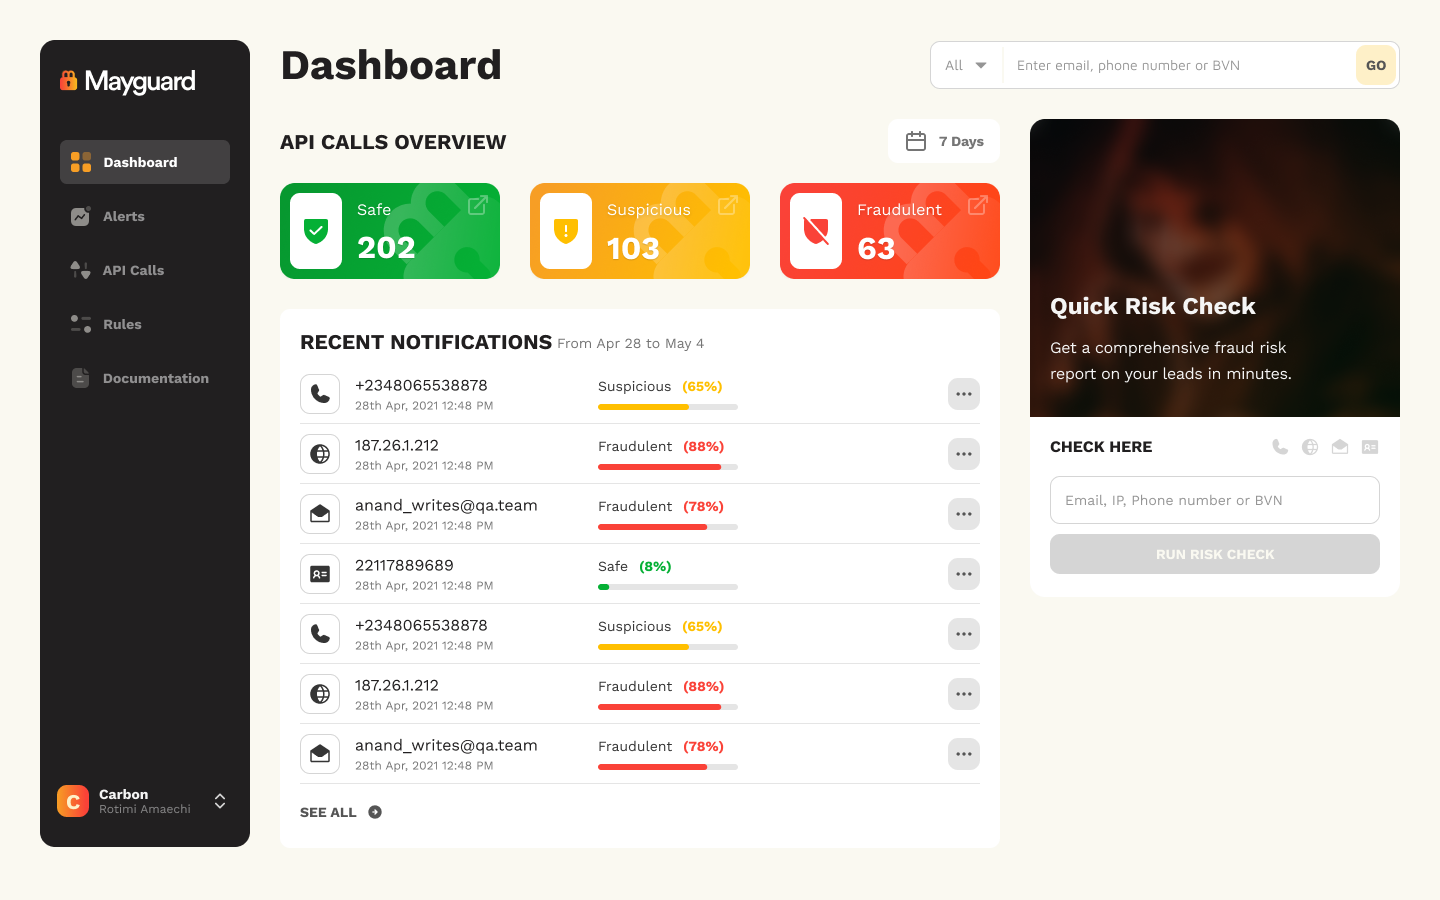 Mayguard
Dashboard
Alerts
API Calls
Rules
Documentation
C
Carbon
Rotimi Amaechi
Dashboard
All
Enter email, phone number or BVN
GO
API CALLS OVERVIEW
7 Days
Safe
202
Suspicious
103
Fraudulent
63
RECENT NOTIFICATIONS From Apr 28 to May 4
+2348065538878
28th Apr, 2021 12:48 PM
Suspicious (65%)
187.26.1.212
28th Apr, 2021 12:48 PM
Fraudulent (88%)
anand_writes@qa.team
28th Apr, 2021 12:48 PM
Fraudulent (78%)
22117889689
28th Apr, 2021 12:48 PM
Safe (8%)
+2348065538878
28th Apr, 2021 12:48 PM
Suspicious (65%)
187.26.1.212
28th Apr, 2021 12:48 PM
Fraudulent (88%)
anand_writes@qa.team
28th Apr, 2021 12:48 PM
Fraudulent (78%)
SEE ALL
Quick Risk Check
Get a comprehensive fraud risk
report on your leads in minutes.
CHECK HERE
Email, IP, Phone number or BVN
RUN RISK CHECK